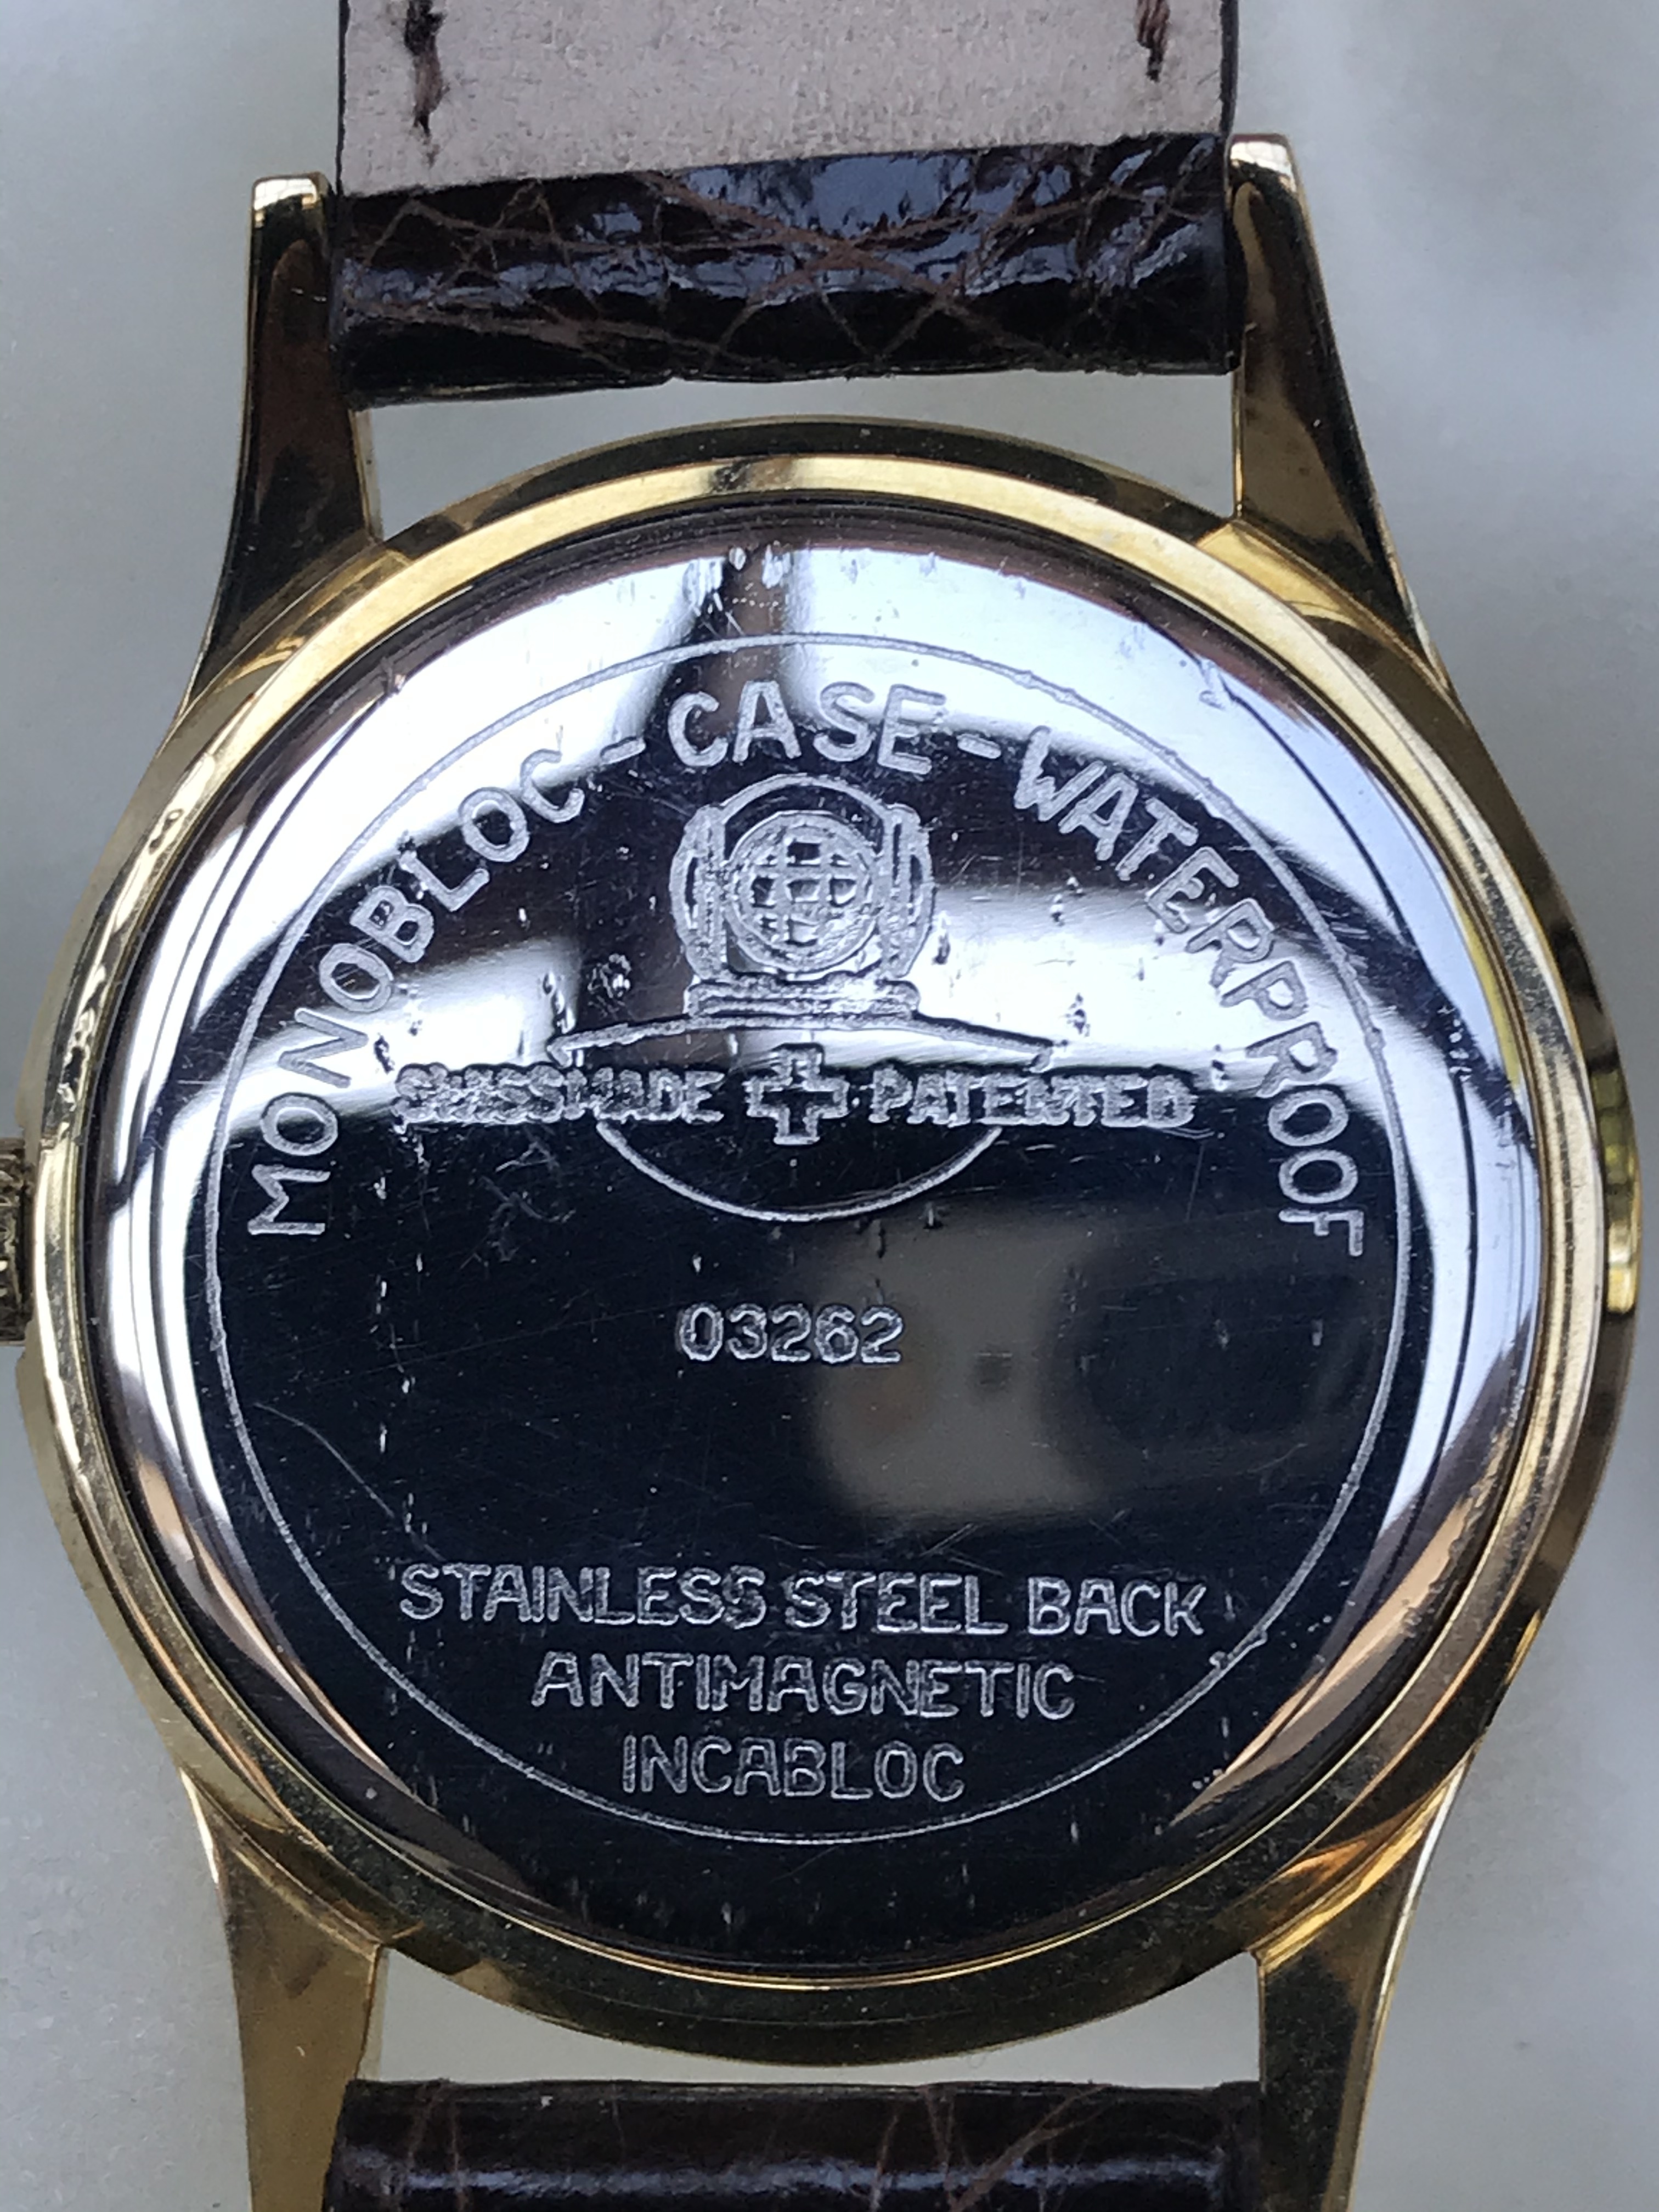 MONOBLOC-CASE-WATERPROOF
SWISSMADE PATENTED
03262
STAINLESS STEEL BACK
ANTIMAGNETIC
INCABLOC